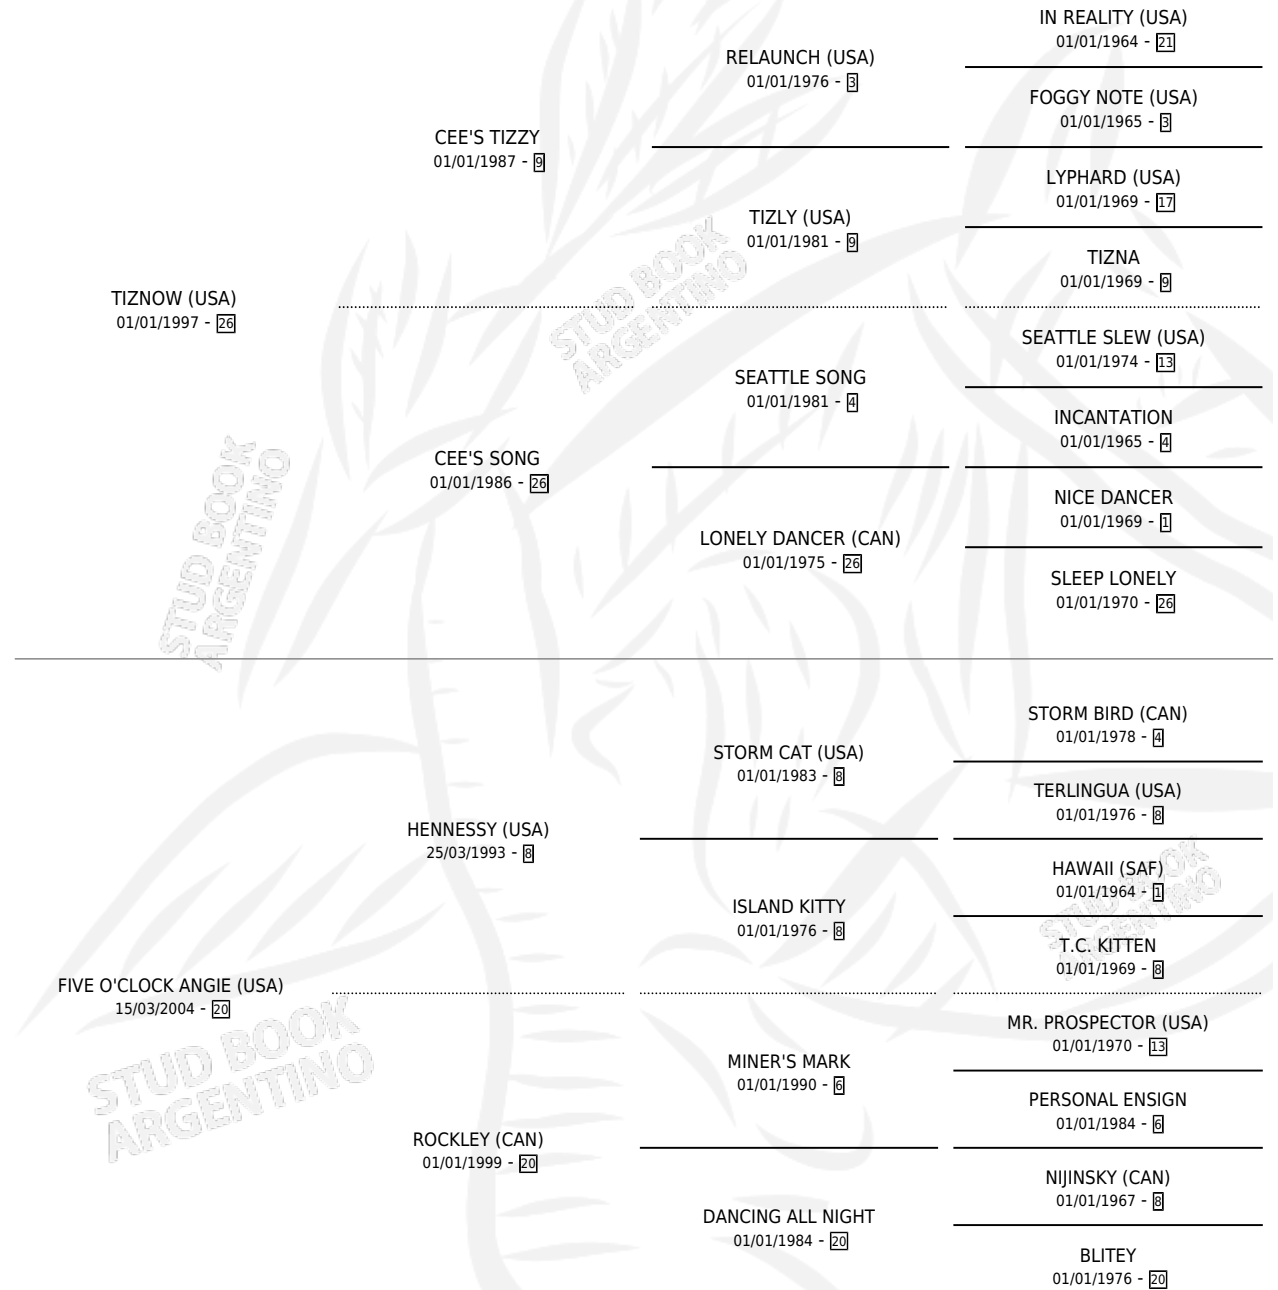 IN REALITY (USA)
01/01/1964 - 21
RELAUNCH (USA)
01/01/1976 - 3
FOGGY NOTE (USA)
01/01/1965 - 3
CEE'S TIZZY
01/01/1987 - 9
LYPHARD (USA)
01/01/1969 - 17
TIZLY (USA)
01/01/1981 - 9
TIZNA
01/01/1969 - 9
TIZNOW (USA)
01/01/1997 - 26
STUD BOOK
ARGENTINO
SEATTLE SLEW (USA)
01/01/1974 - 13
SEATTLE SONG
01/01/1981 - 4
INCANTATION
01/01/1965 - 4
CEE'S SONG
01/01/1986 - 26
NICE DANCER
01/01/1969 - 1
LONELY DANCER (CAN)
01/01/1975 - 26
SLEEP LONELY
01/01/1970 - 26
STUD BOOK
ARGENTINO
STORM BIRD (CAN)
01/01/1978 - 4
STORM CAT (USA)
01/01/1983 - 8
TERLINGUA (USA)
01/01/1976 - 8
HENNESSY (USA)
25/03/1993 - 8
HAWAII (SAF)
01/01/1964 - 1
ISLAND KITTY
01/01/1976 - 8
T.C. KITTEN
01/01/1969 - 8
STUD BOOK
ARGENTINO
FIVE O'CLOCK ANGIE (USA)
15/03/2004 - 20
MR. PROSPECTOR (USA)
01/01/1970 - 13
MINER'S MARK
01/01/1990 - 6
PERSONAL ENSIGN
01/01/1984 - 6
STUD BOOK
ARGENTINO
ROCKLEY (CAN)
01/01/1999 - 20
NIJINSKY (CAN)
01/01/1967 - 8
DANCING ALL NIGHT
01/01/1984 - 20
BLITEY
01/01/1976 - 20